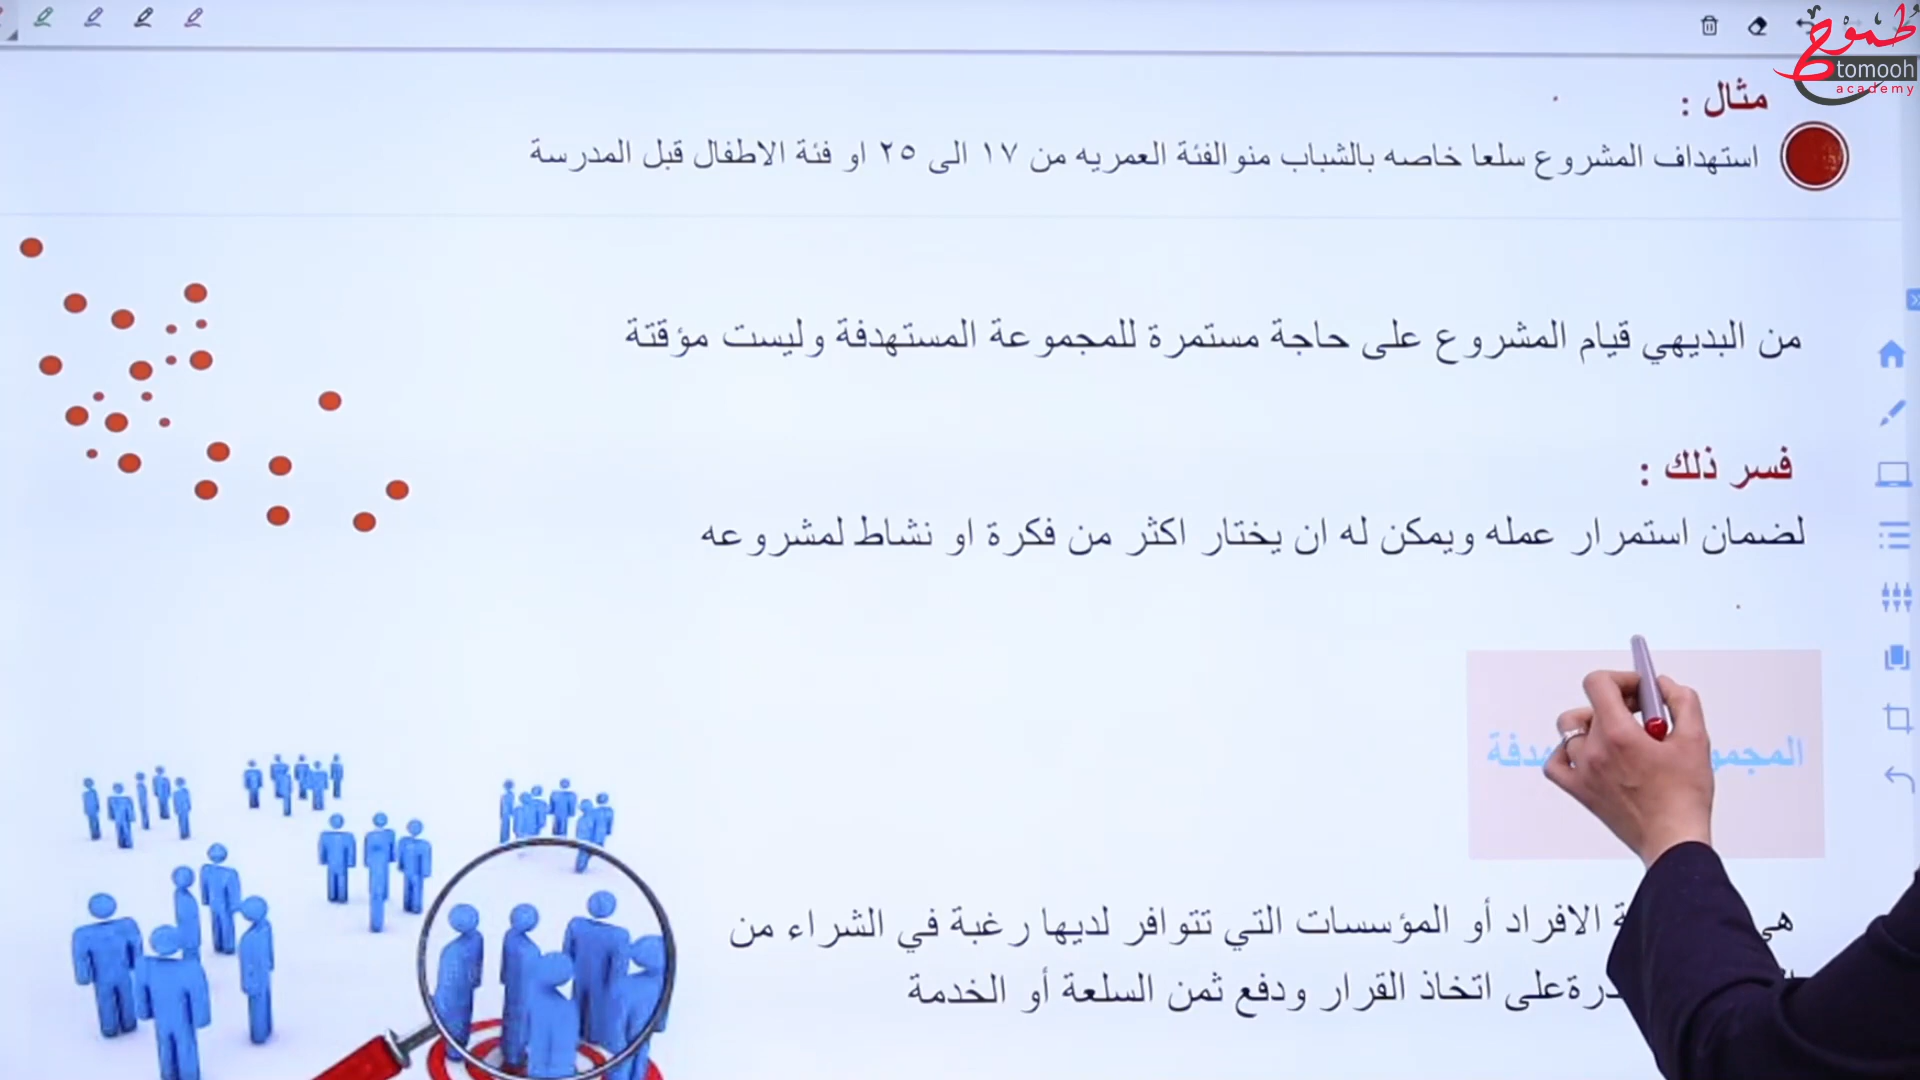 طموح
tomooh
academy
مثال :
استهداف المشروع سلعا خاصه بالشباب منوالفئة العمريه من ١٧ الى ٢٥ او فئة الاطفال قبل المدرسة
من البديهي قيام المشروع على حاجة مستمرة للمجموعة المستهدفة وليست مؤقتة
فسر ذلك :
لضمان استمرار عمله ويمكن له ان يختار اكثر من فكرة او نشاط لمشروعه
هي الافراد أو المؤسسات التي تتوافر لديها رغبة في الشراء من
على اتخاذ القرار ودفع ثمن السلعة أو الخدمة